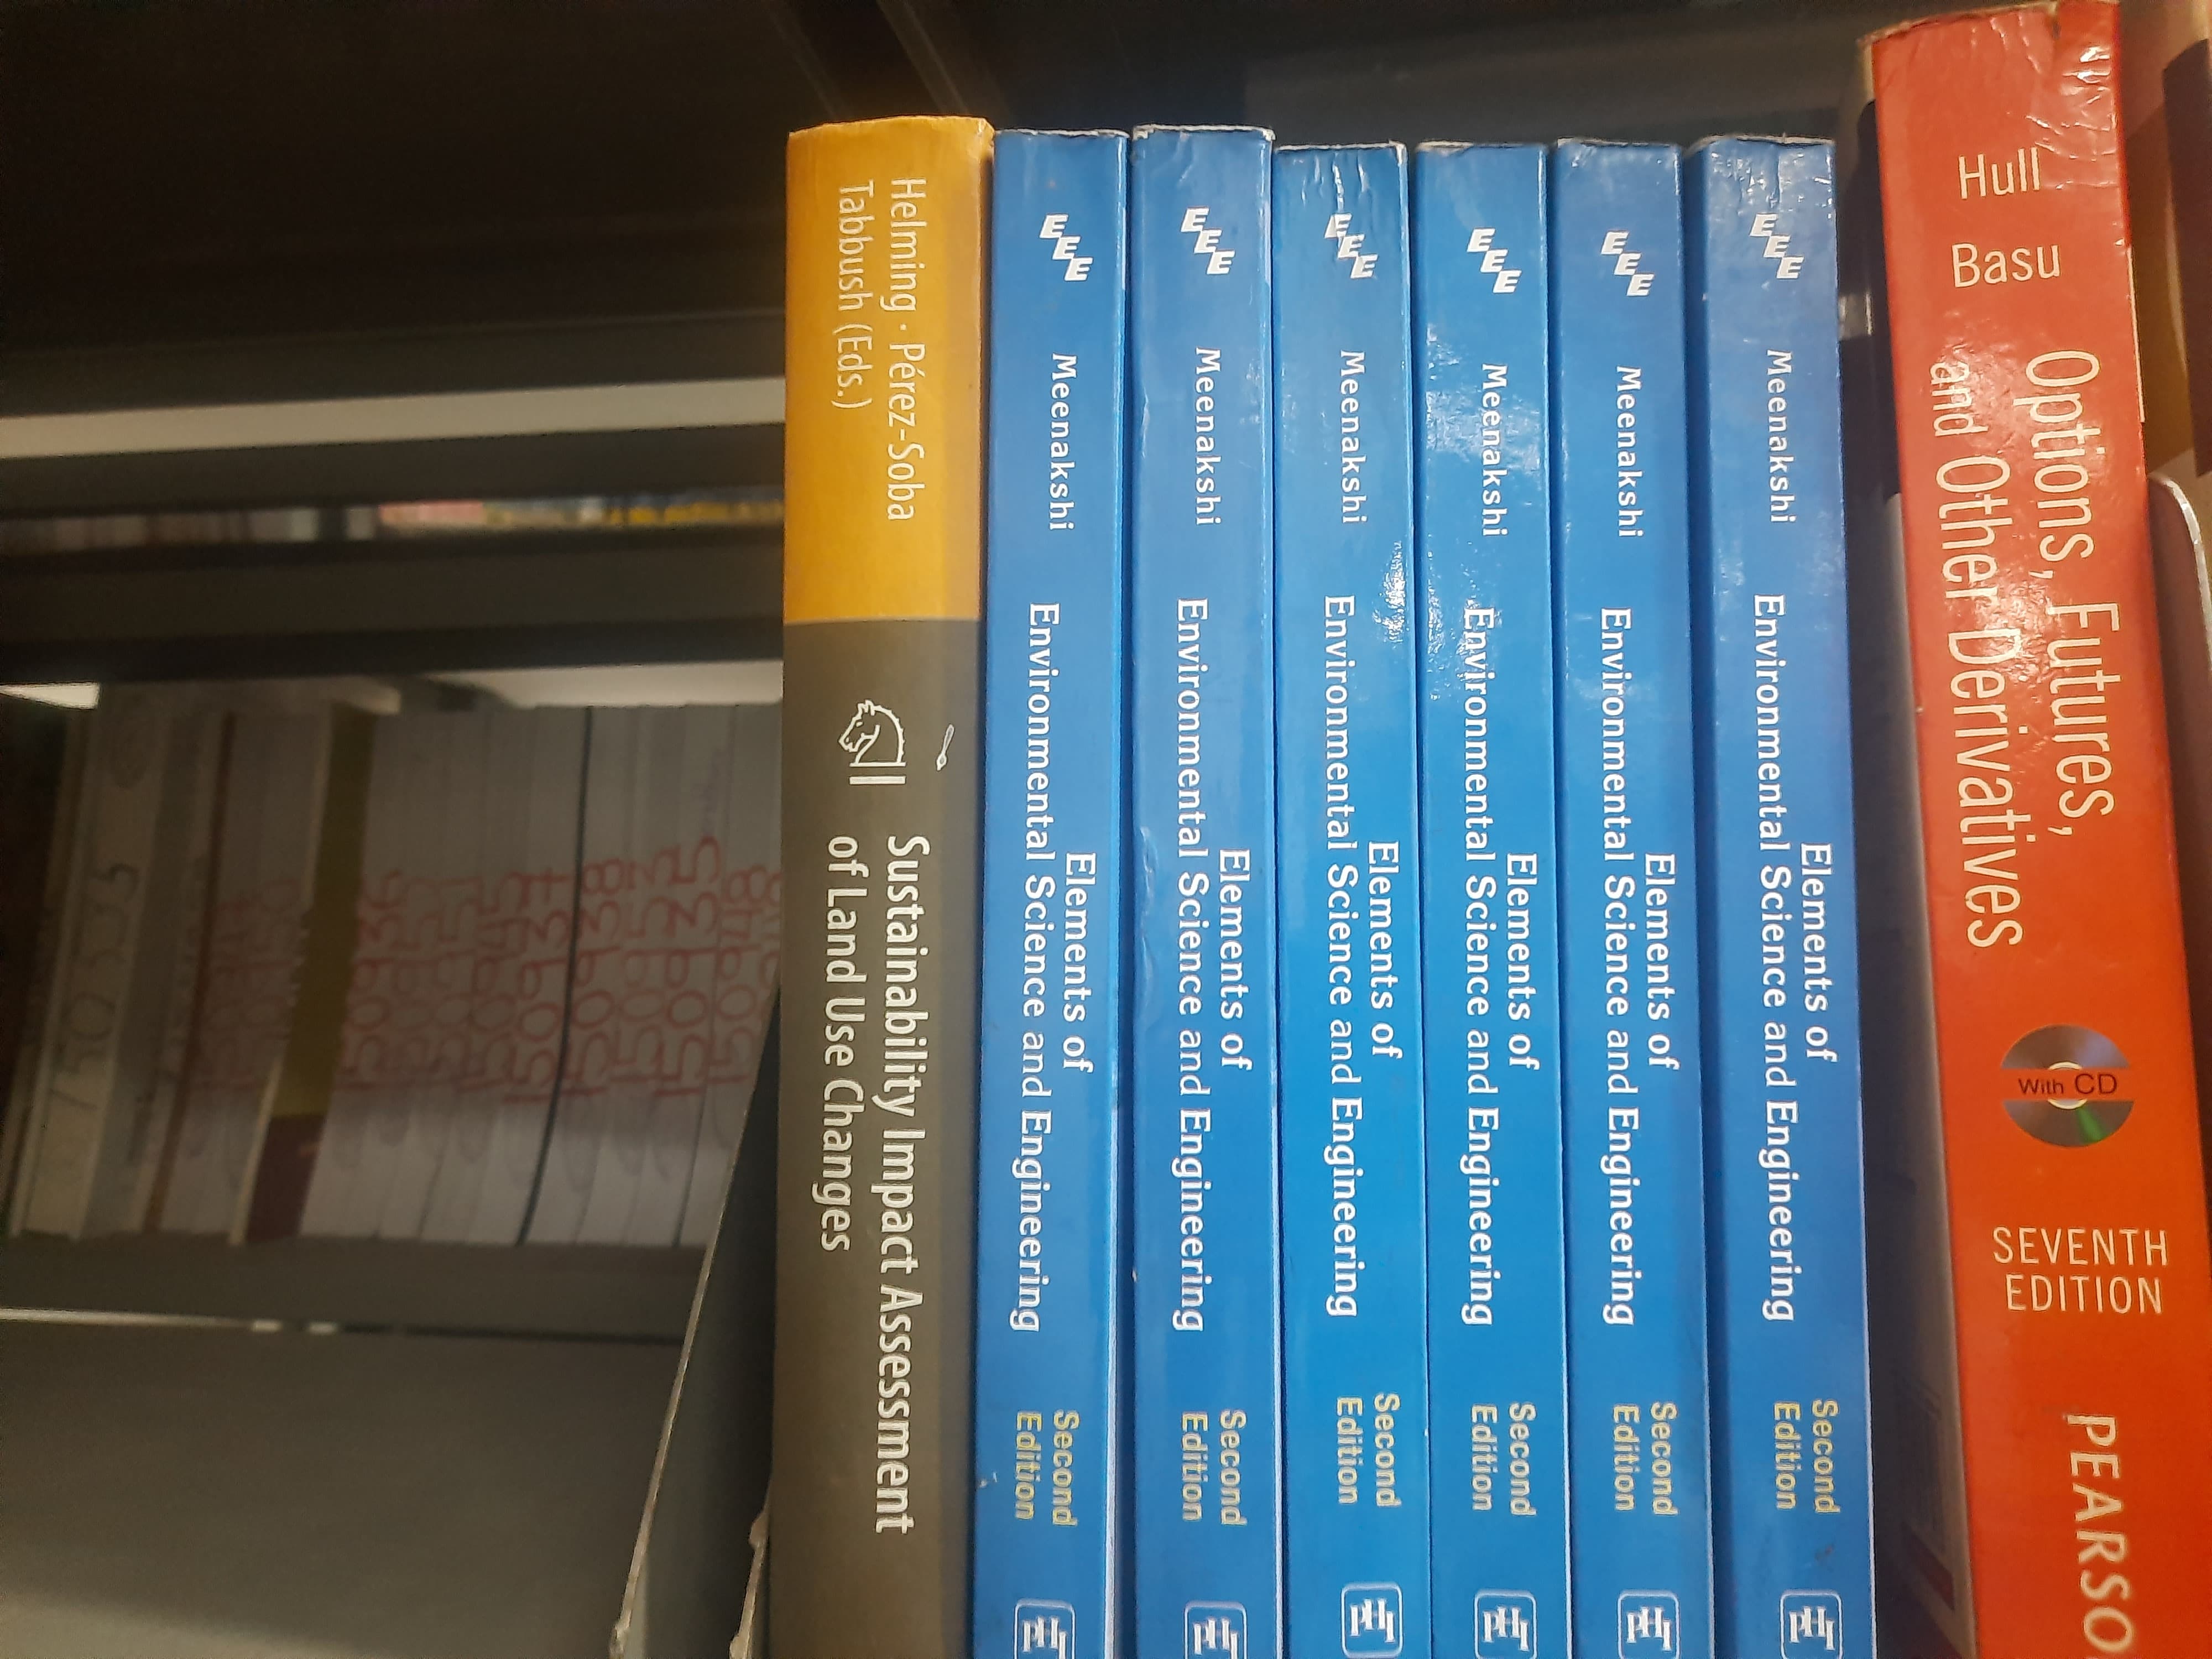 Helming · Pérez-Soba
Tabbush (Eds.)
Sustainability Impact Assessment
of Land Use Changes
EEE
Meenakshi
Elements of
Environmental Science and Engineering
Second
Edition
EEE
Meenakshi
Elements of
Environmental Science and Engineering
Second
Edition
EEE
Meenakshi
Elements of
Environmental Science and Engineering
Second
Edition
EEE
Meenakshi
Elements of
Environmental Science and Engineering
Second
Edition
EEE
Meenakshi
Elements of
Environmental Science and Engineering
Second
Edition
EEE
Meenakshi
Elements of
Environmental Science and Engineering
Second
Edition
Hull
Basu
Options, Futures,
and Other Derivatives
With CD
SEVENTH
EDITION
PEARSO